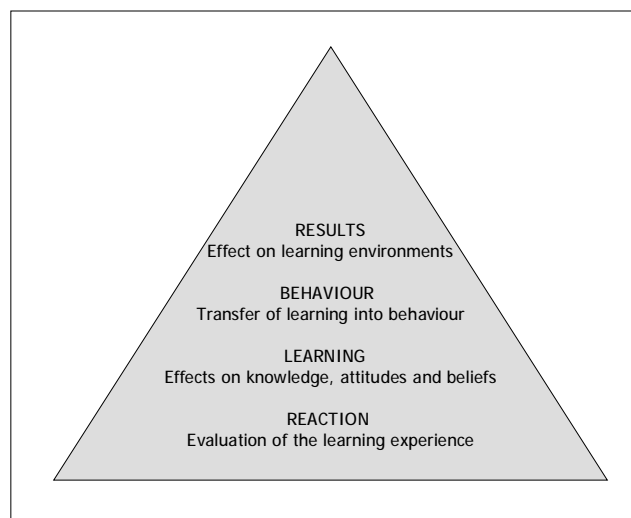 RESULTS
Effect on learning environments
BEHAVIOUR
Transfer of learning into behaviour
LEARNING
Effects on knowledge, attitudes and beliefs
REACTION
Evaluation of the learning experience